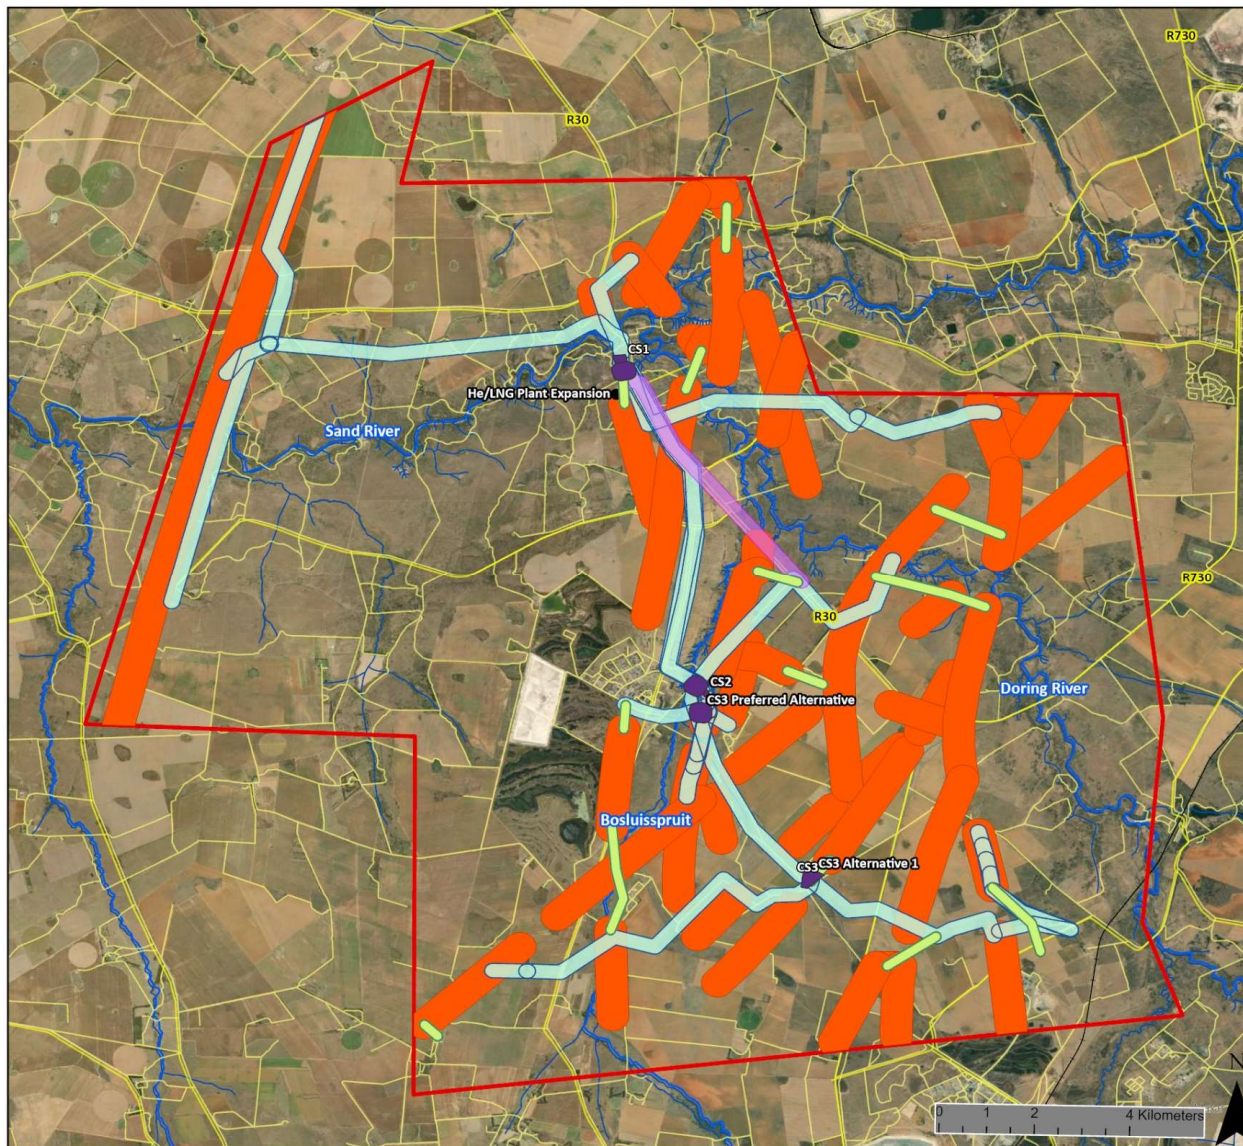 R730
R30
CS1
He/LNG Plant Expansion
Sand River
R730
R30
CS2
Doring River
CS3 Preferred Alternative
Bosluisspruit
CS3 Alternative 1
CS3
N
0 1 2 4 Kilometers